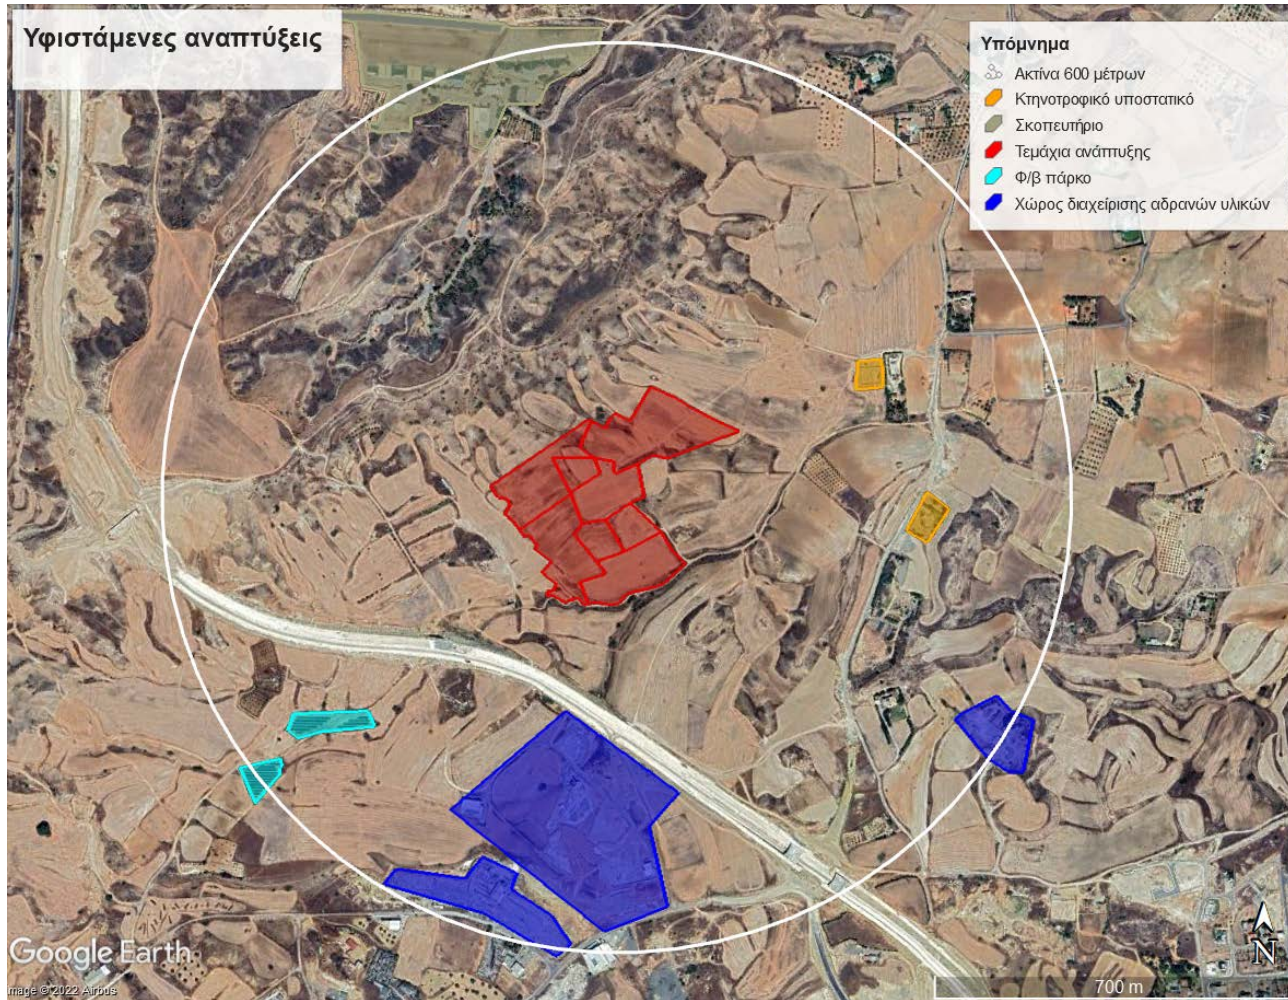 Υφιστάμενες αναπτύξεις
Υπόμνημα
Ακτίνα 600 μέτρων
Κτηνοτροφικό υποστατικό
Σκοπευτήριο
Τεμάχια ανάπτυξης
Φ/β πάρκο
Χώρος διαχείρισης αδρανών υλικών
Google Earth
mage © 2022 Airbus
N
700 m